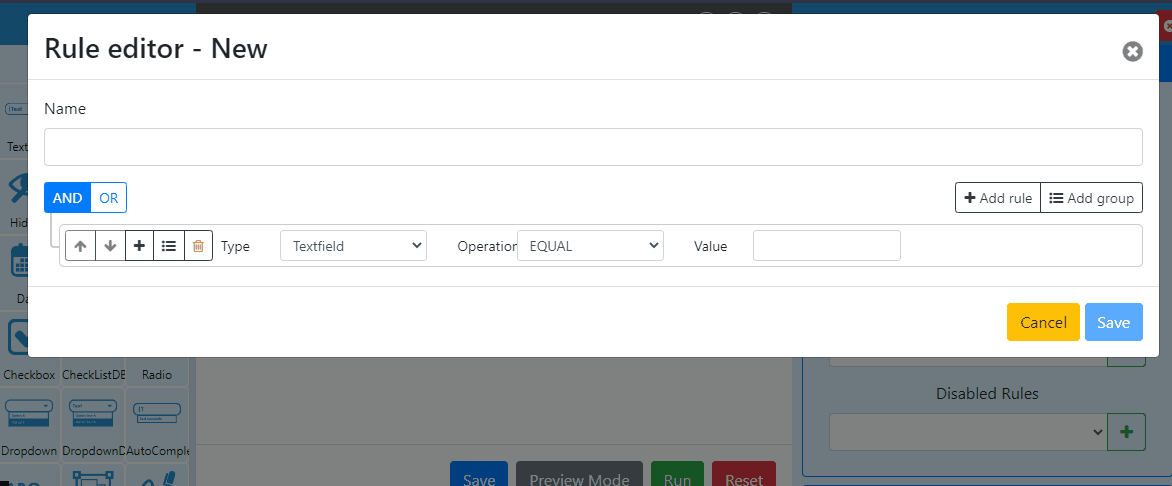 Rule editor - New
Name
AND OR
Add rule Add group
Type Textfield Operation EQUAL Value
Cancel Save
Text
Hid
Da
Checkbox CheckListDB Radio
Disabled Rules
Dropdown DropdownD AutoComple
Save Preview Mode Run Reset